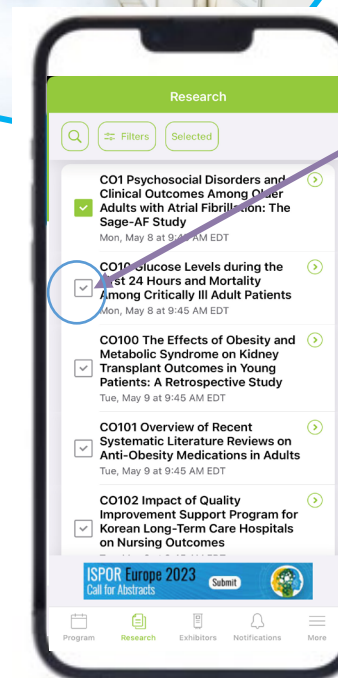 Research
Filters
Selected
CO1 Psychosocial Disorders and
Clinical Outcomes Among Older
Adults with Atrial Fibrillation: The
Sage-AF Study
Mon, May 8 at 9:45 AM EDT
CO10 Glucose Levels during the
First 24 Hours and Mortality
Among Critically Ill Adult Patients
Mon, May 8 at 9:45 AM EDT
CO100 The Effects of Obesity and
Metabolic Syndrome on Kidney
Transplant Outcomes in Young
Patients: A Retrospective Study
Tue, May 9 at 9:45 AM EDT
CO101 Overview of Recent
Systematic Literature Reviews on
Anti-Obesity Medications in Adults
Tue, May 9 at 9:45 AM EDT
CO102 Impact of Quality
Improvement Support Program for
Korean Long-Term Care Hospitals
on Nursing Outcomes
ISPOR Europe 2023
Call for Abstracts
Submit
Program
Research
Exhibitors
Notifications
More